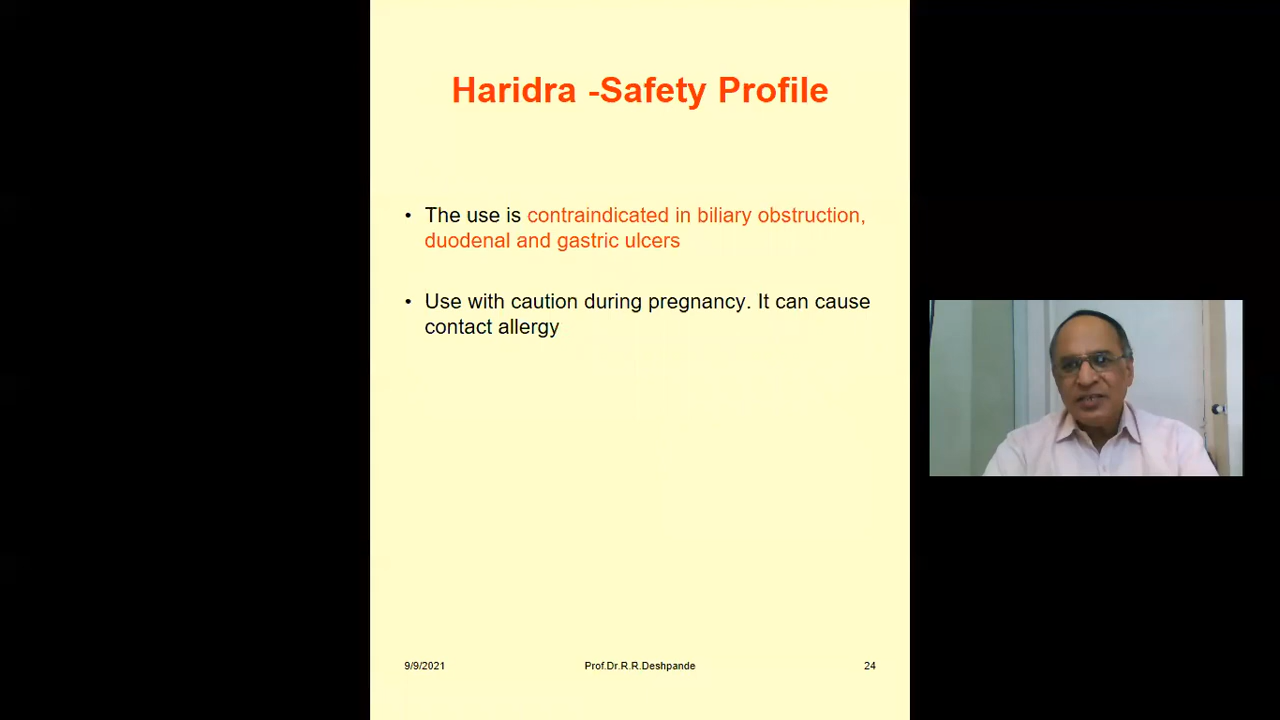 Haridra -Safety Profile
• The use is contraindicated in biliary obstruction,
duodenal and gastric ulcers
• Use with caution during pregnancy. It can cause
contact allergy
9/9/2021 Prof.Dr.R.R.Deshpande 24